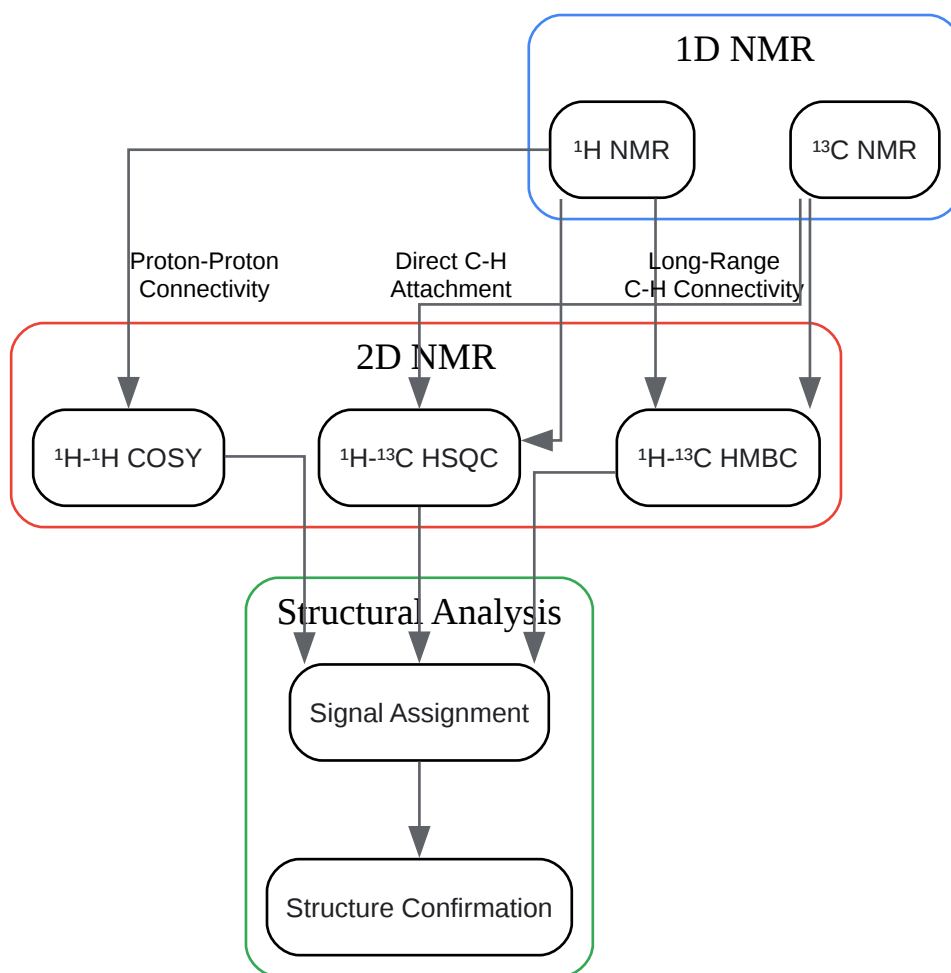 1D NMR
¹H NMR
¹³C NMR
Proton-Proton
Connectivity
Direct C-H
Attachment
Long-Range
C-H Connectivity
2D NMR
¹H-¹H COSY
¹H-¹³C HSQC
¹H-¹³C HMBC
Structural Analysis
Signal Assignment
Structure Confirmation